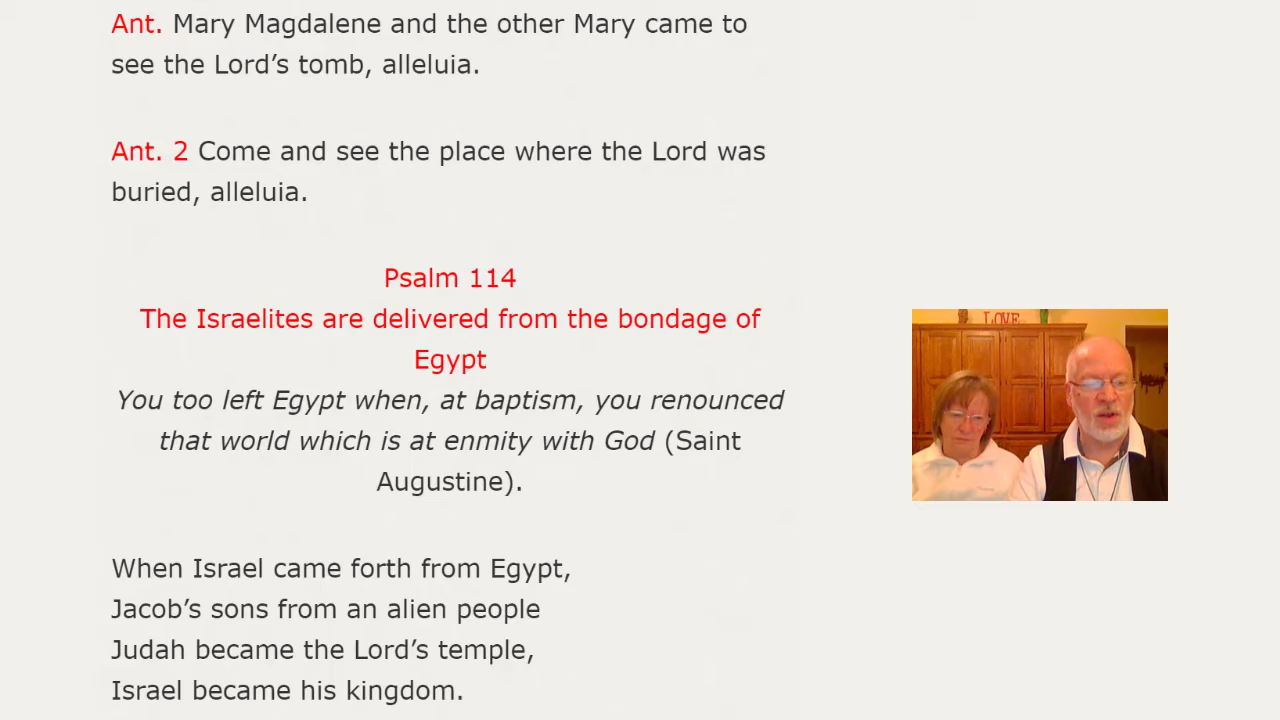 Ant. Mary Magdalene and the other Mary came to
see the Lord’s tomb, alleluia.
Ant. 2 Come and see the place where the Lord was
buried, alleluia.
Psalm 114
The Israelites are delivered from the bondage of
Egypt
You too left Egypt when, at baptism, you renounced
that world which is at enmity with God (Saint
Augustine).
LOVE
When Israel came forth from Egypt,
Jacob’s sons from an alien people
Judah became the Lord’s temple,
Israel became his kingdom.